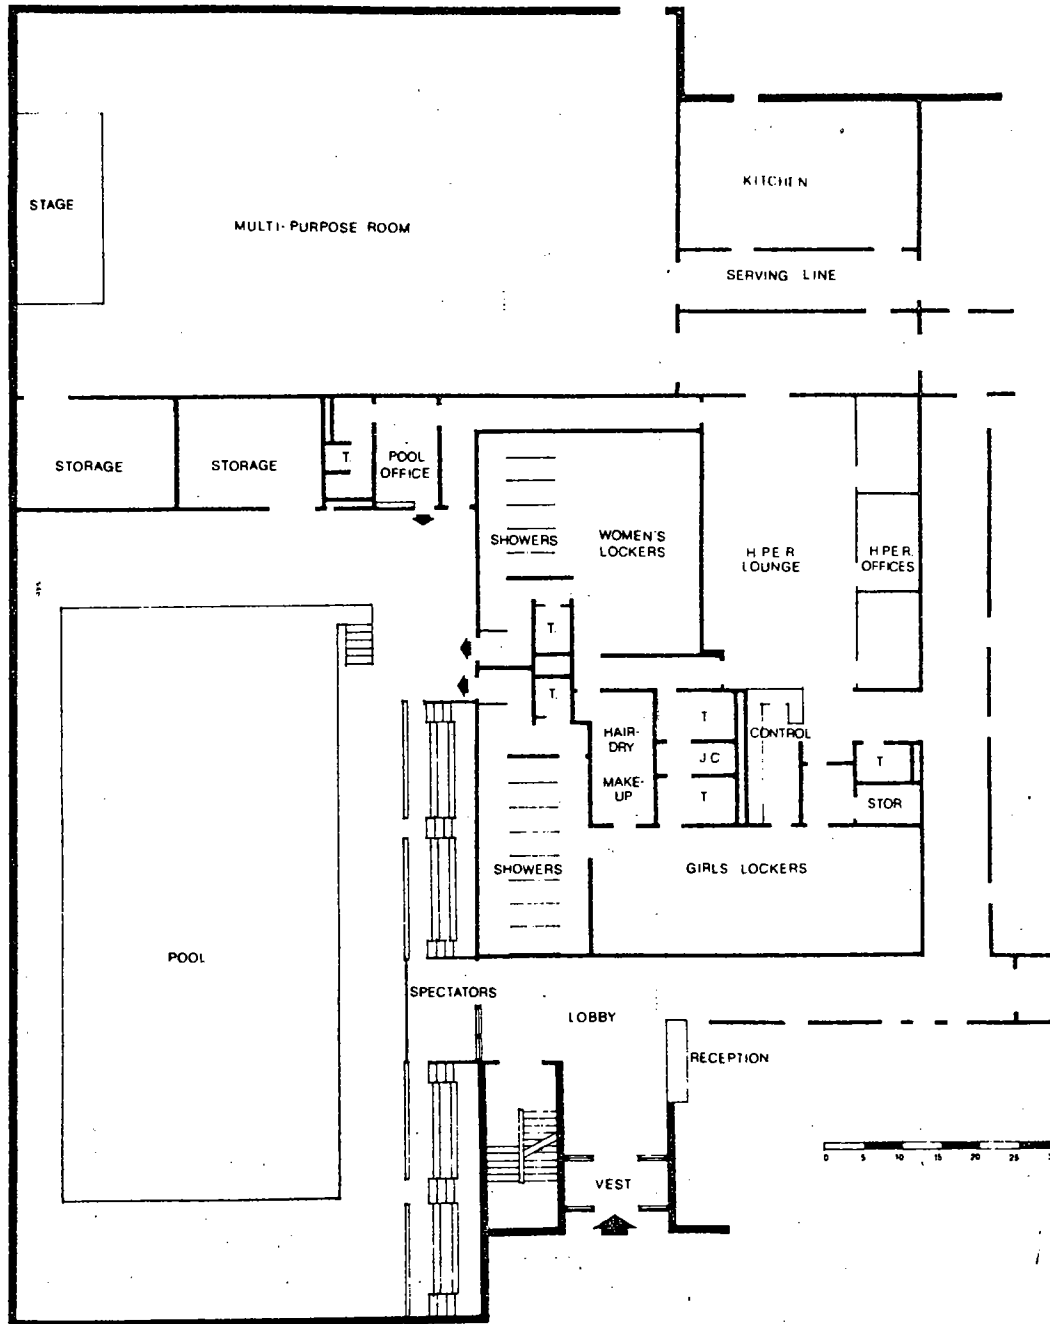 KITCHEN
STAGE
MULTI-PURPOSE ROOM
SERVING LINE
STORAGE
STORAGE
T.
POOL
OFFICE
SHOWERS
WOMEN'S
LOCKERS
H P E R
LOUNGE
H.P.E.R.
OFFICES
T.
T.
HAIR-
DRY
MAKE-
UP
T
J.C
T
CONTROL
T
STOR
SHOWERS
GIRLS LOCKERS
POOL
SPECTATORS
LOBBY
RECEPTION
VEST
0 5 10 15 20 25